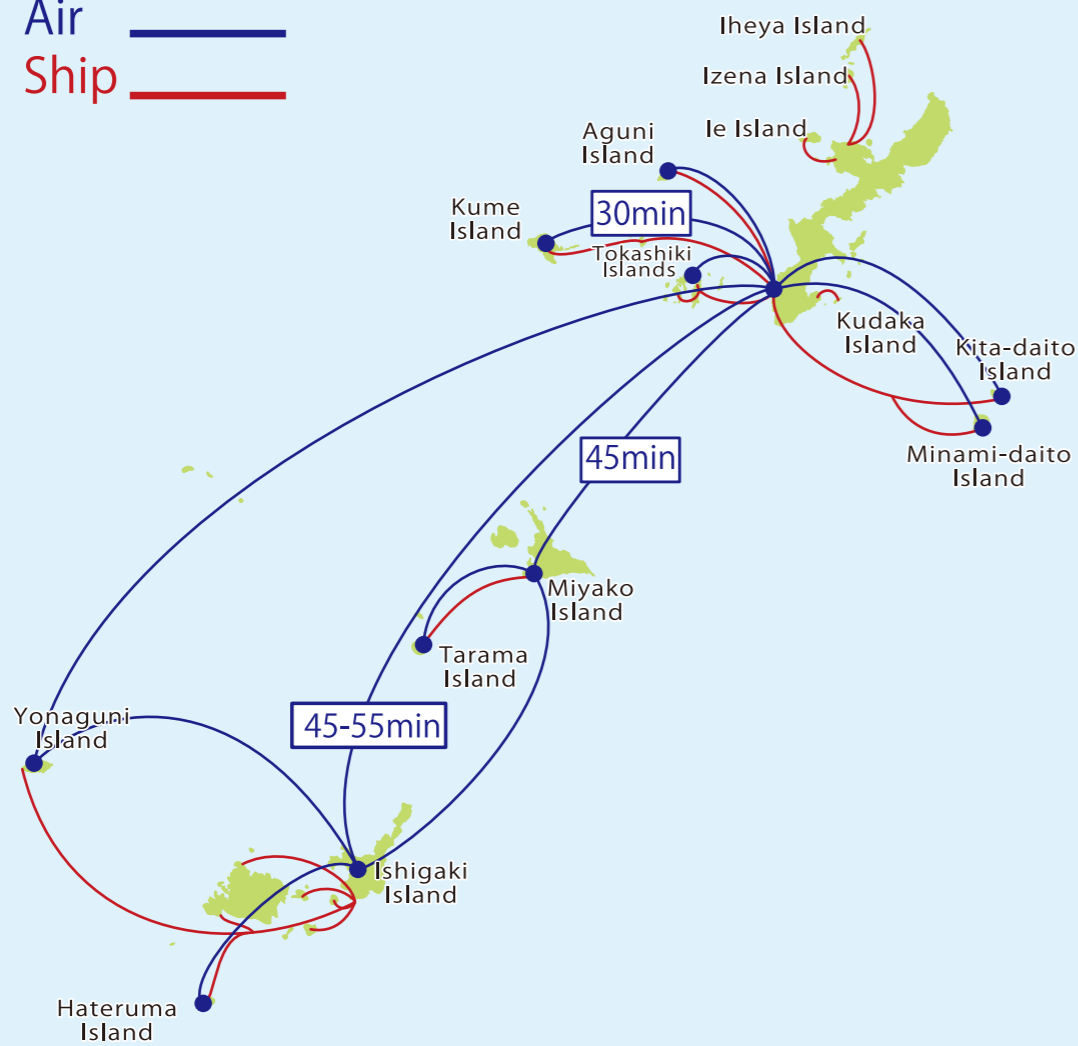 Air
Ship
Iheya Island
Izena Island
Ie Island
Aguni
Island
Kume
Island
30min
Tokashiki
Islands
Kudaka
Island
Kita-daito
Island
Minami-daito
Island
45min
Miyako
Island
Tarama
Island
45-55min
Yonaguni
Island
Ishigaki
Island
Hateruma
Island